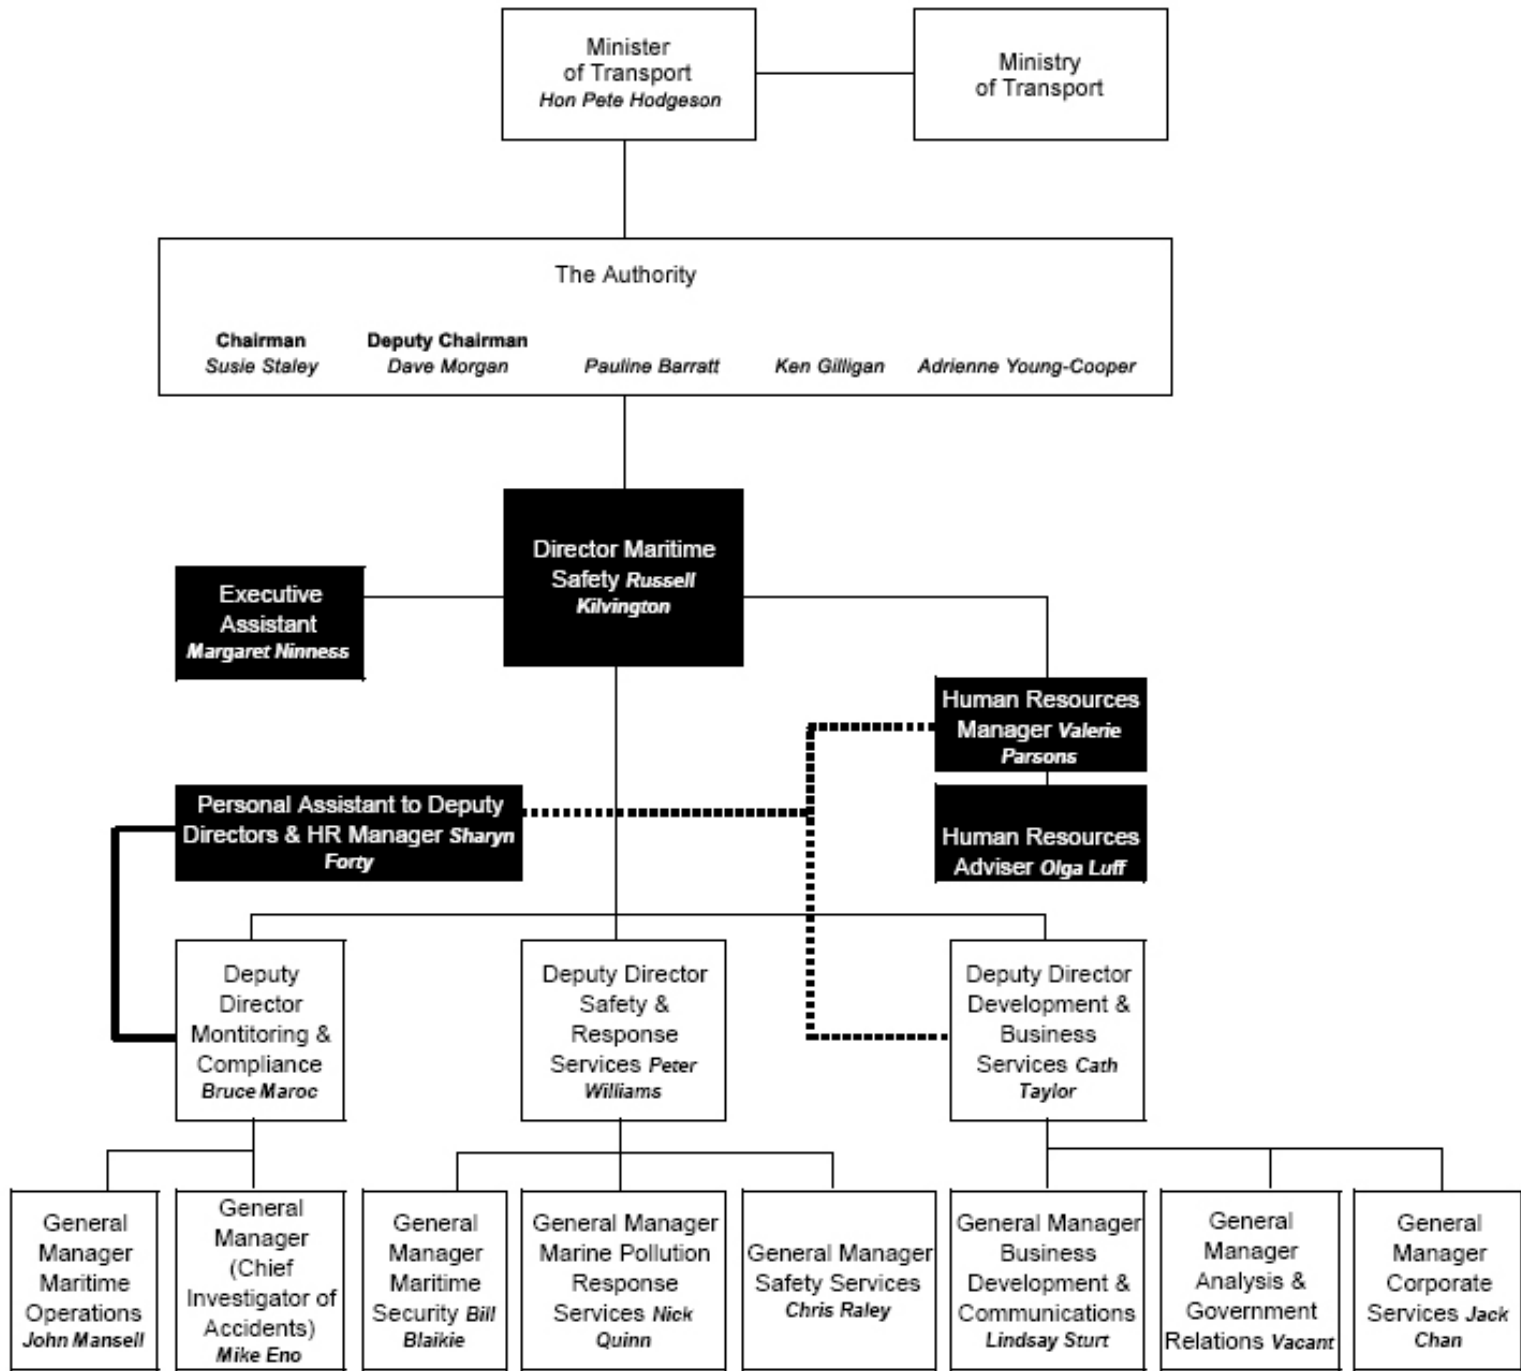 Minister
of Transport
Hon Pete Hodgeson
Ministry
of Transport
The Authority
Chairman
Susie Staley
Deputy Chairman
Dave Morgan
Pauline Barratt
Ken Gilligan
Adrienne Young-Cooper
Director Maritime
Safety Russell
Kilvington
Executive
Assistant
Margaret Ninness
Human Resources
Manager Valerie
Parsons
Personal Assistant to Deputy
Directors & HR Manager Sharyn
Forty
Human Resources
Adviser Olga Luff
Deputy
Director
Montitoring &
Compliance
Bruce Maroc
Deputy Director
Safety &
Response
Services Peter
Williams
Deputy Director
Development &
Business
Services Cath
Taylor
General
Manager
Maritime
Operations
John Mansell
General
Manager
(Chief
Investigator of
Accidents)
Mike Eno
General
Manager
Maritime
Security Bill
Blaikie
General Manager
Marine Pollution
Response
Services Nick
Quinn
General Manager
Safety Services
Chris Raley
General Manager
Business
Development &
Communications
Lindsay Sturt
General
Manager
Analysis &
Government
Relations Vacant
General
Manager
Corporate
Services Jack
Chan